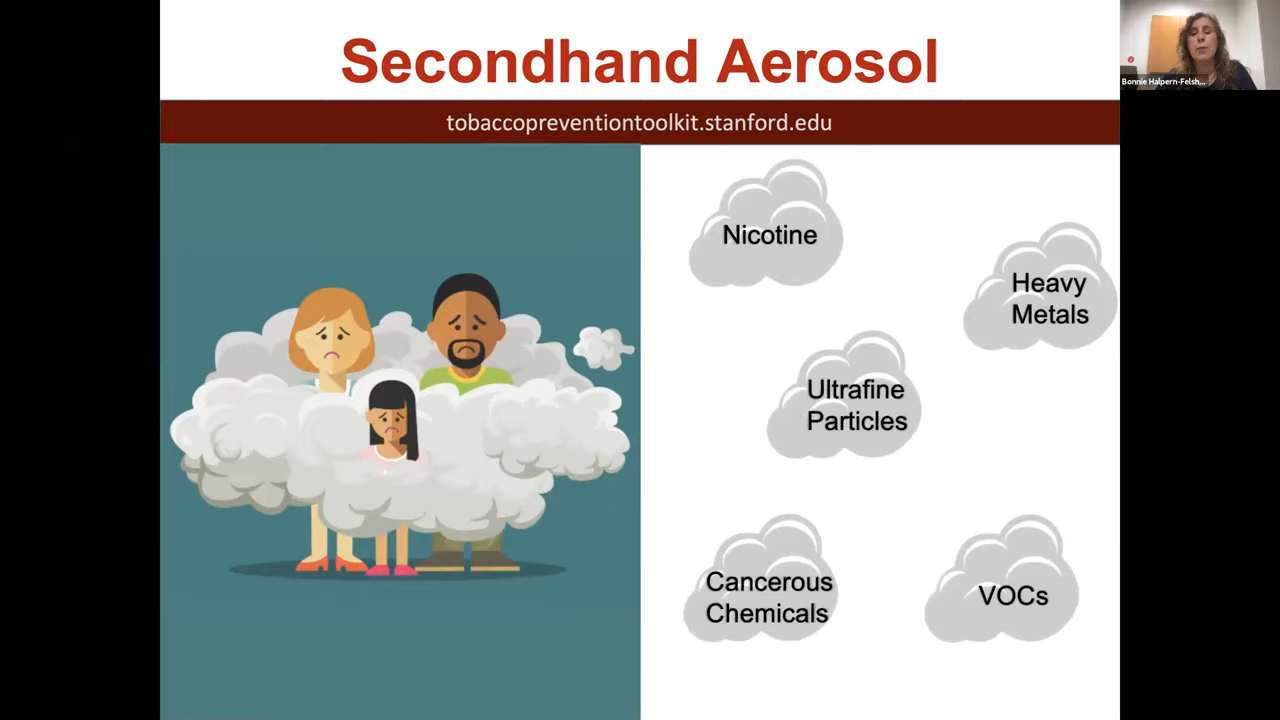 Secondhand Aerosol
tobaccopreventiontoolkit.stanford.edu
Bonnie Halpern-Felsh...
Nicotine
Heavy
Metals
Ultrafine
Particles
Cancerous
Chemicals
VOCs